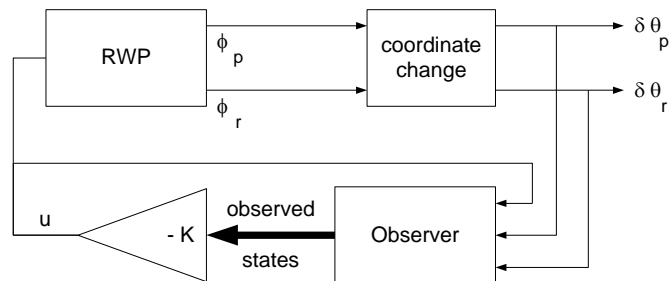 RWP
ϕ p
ϕ r
coordinate
change
δ θ p
δ θ r
u
- K
observed
states
Observer